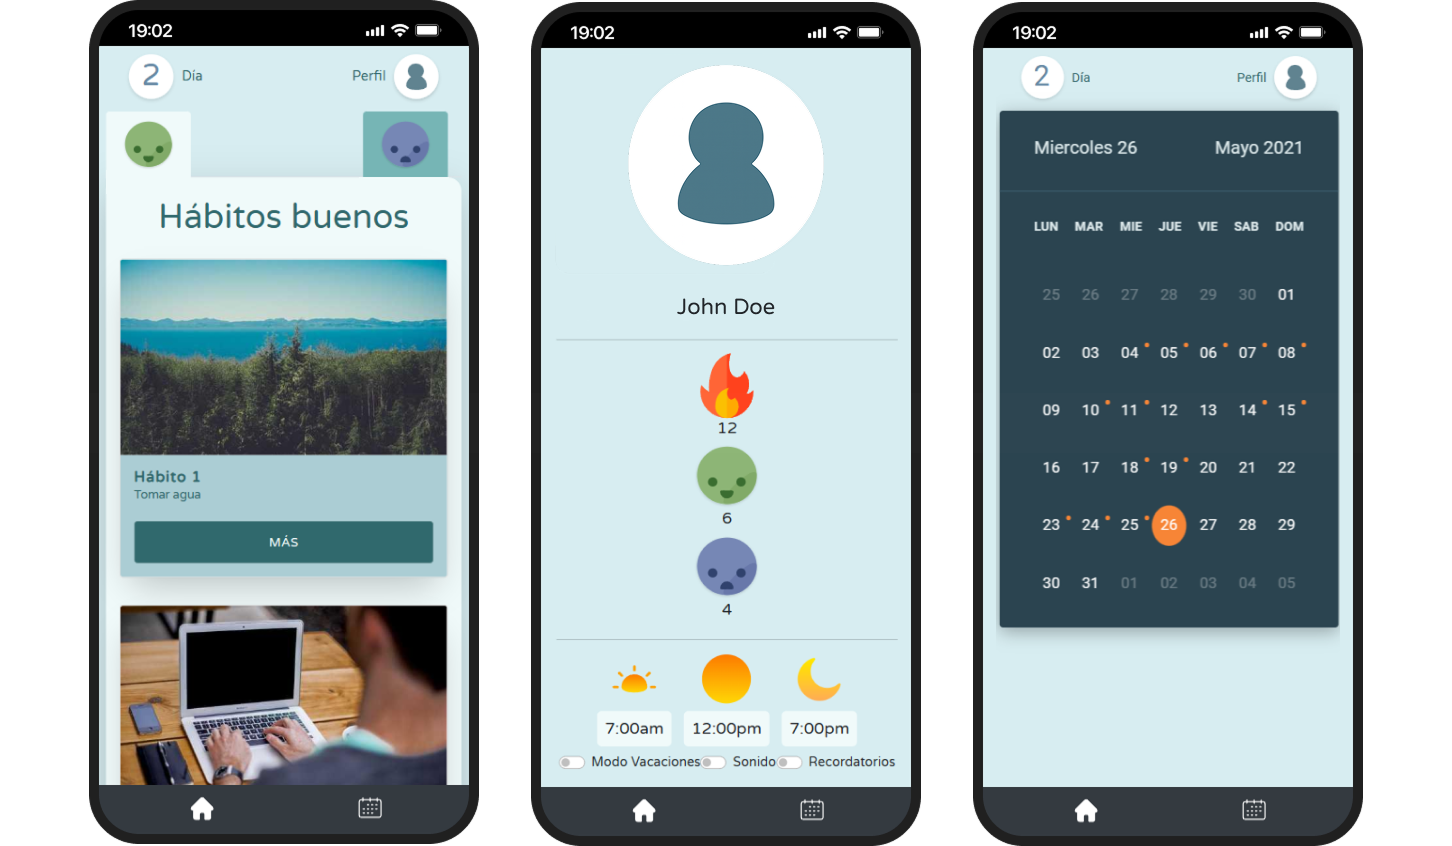 19:02
2 Día Perfil
Hábitos buenos
Hábito 1
Tomar agua
MÁS
19:02
John Doe
12
6
4
7:00am 12:00pm 7:00pm
Modo Vacaciones Sonido Recordatorios
19:02
2 Día Perfil
Miercoles 26 Mayo 2021
LUN MAR MIE JUE VIE SAB DOM
25 26 27 28 29 30 01
02 03 04 05 06 07 08
09 10 11 12 13 14 15
16 17 18 19 20 21 22
23 24 25 26 27 28 29
30 31 01 02 03 04 05